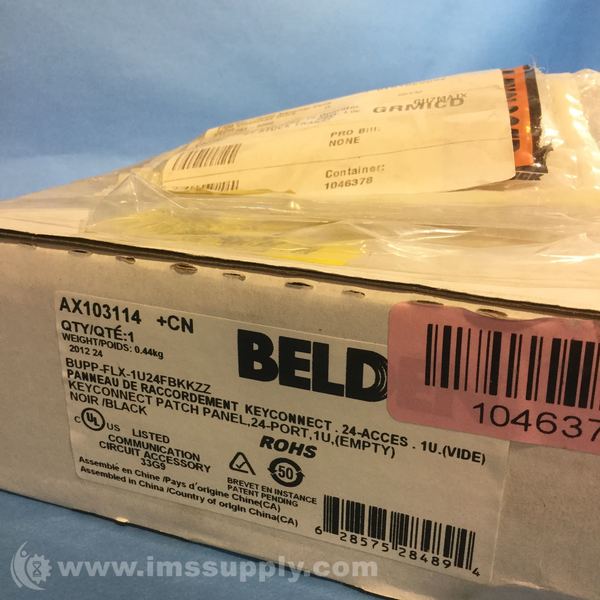 GRMICD
PRO Bill:
NONE
Container:
1046378
AX103114 +CN
QTY/QTÉ:1
WEIGHT/POIDS: 0.44kg
2012 24
BELD
BUPP-FLX-1U24FBKKZZ
PANNEAU DE RACCORDEMENT KEYCONNECT . 24-ACCES . 1U.(VIDE)
KEYCONNECT PATCH PANEL,24-PORT,1U,(EMPTY)
NOIR /BLACK
104637
C UL US LISTED
COMMUNICATION
CIRCUIT ACCESSORY
33G9
ROHS
50
BREVET EN INSTANCE
PATENT PENDING
Assemblé en Chine /Pays d'origine Chine(CA)
Assembled in China /Country of origin China(CA)
6 28575 28489 4
www.imssupply.com